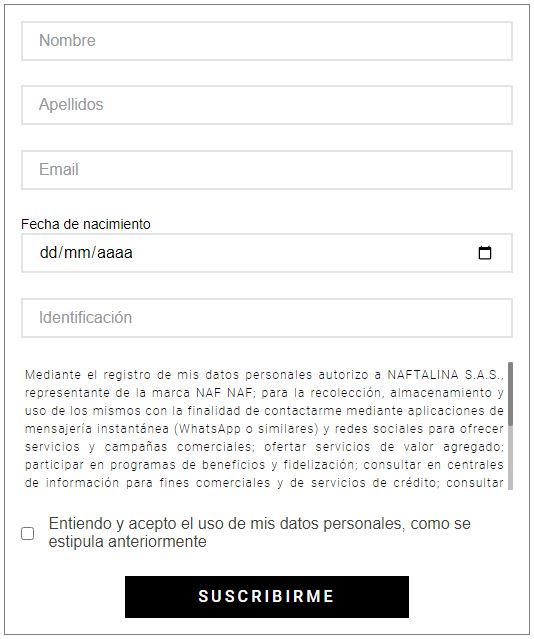 Nombre
Apellidos
Email
Fecha de nacimiento
dd/mm/aaaa
Identificación
Mediante el registro de mis datos personales autorizo a NAFTALINA S.A.S.,
representante de la marca NAF NAF; para la recolección, almacenamiento y
uso de los mismos con la finalidad de contactarme mediante aplicaciones de
mensajería instantánea (WhatsApp o similares) y redes sociales para ofrecer
servicios y campañas comerciales; ofertar servicios de valor agregado;
participar en programas de beneficios y fidelización; consultar en centrales
de información para fines comerciales y de servicios de crédito; consultar
Entiendo y acepto el uso de mis datos personales, como se
estipula anteriormente
SUSCRIBIRME